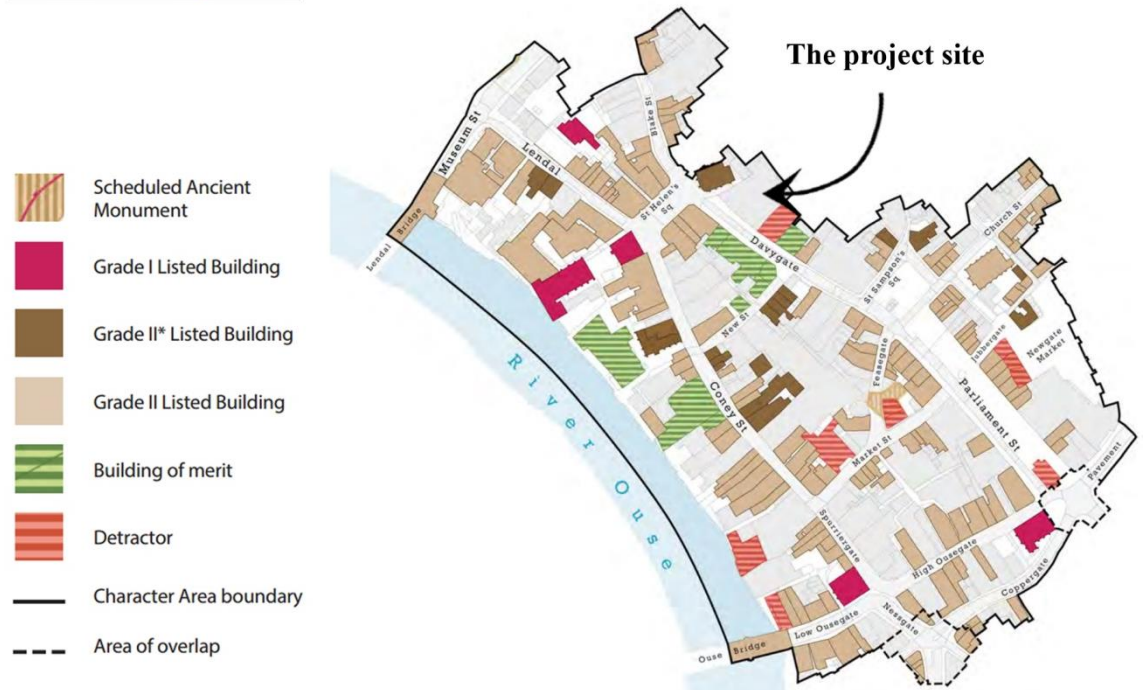 The project site
Scheduled Ancient
Monument
Grade I Listed Building
Grade II* Listed Building
Grade II Listed Building
Building of merit
Detractor
Character Area boundary
Area of overlap
Museum St
Lendal
Blake St
St Helen's
Sq
Lendal Bridge
Davygate
Church St
St Sampson's
Sq
New St
Jubbergate
Newgate
Market
Feasegate
Coney St
Parliament St
Market St
Pavement
River Ouse
Spurriergate
High Ousegate
Coppergate
Nessgate
Low Ousegate
Ouse Bridge